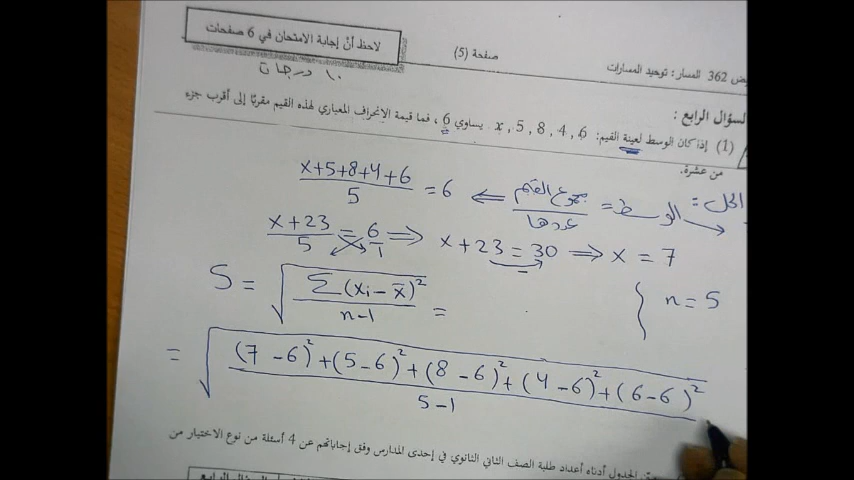 لاحظ أنّ إجابة الامتحان في 6 صفحات
صفحة (5)
362 المسار: توحيد المسارات
١٠ درجات
السؤال الرابع:
(1) إذا كان الوسط لعينة القيم: x , 5 , 8 , 4 , 6 يساوي 6 ، فما قيمة الانحراف المعياري لهذه القيم مقربًا إلى أقرب جزء
من عشرة.
الحل: الوسط = مجموع القيم / عددها ⇐ (x+5+8+4+6)/5 = 6
(x+23)/5 = 6/1 ⇒ x+23 = 30 ⇒ x = 7
S = √(Σ(xᵢ – x̄)²/(n–1)) = { n = 5
= √(((7–6)²+(5–6)²+(8–6)²+(4–6)²+(6–6)²)/(5–1))
الجدول أدناه أعداد طلبة الصف الثاني الثانوي في إحدى المدارس وفق إجاباتهم عن 4 أسئلة من نوع الاختيار من